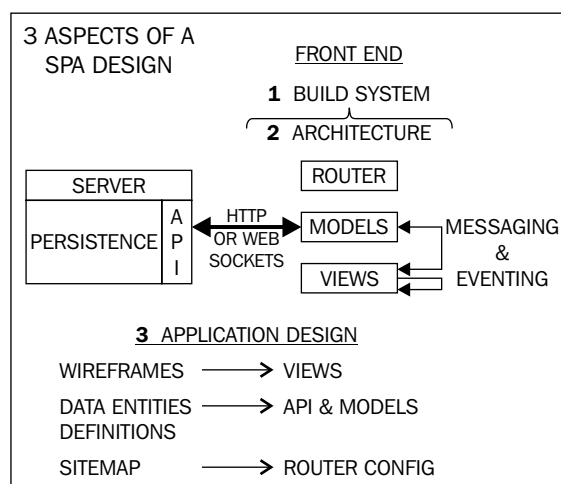 3 ASPECTS OF A
SPA DESIGN
FRONT END
1 BUILD SYSTEM
2 ARCHITECTURE
ROUTER
SERVER
PERSISTENCE
API
HTTP
OR WEB
SOCKETS
MODELS
VIEWS
MESSAGING
&
EVENTING
3 APPLICATION DESIGN
WIREFRAMES VIEWS
DATA ENTITIES API & MODELS
DEFINITIONS
SITEMAP ROUTER CONFIG